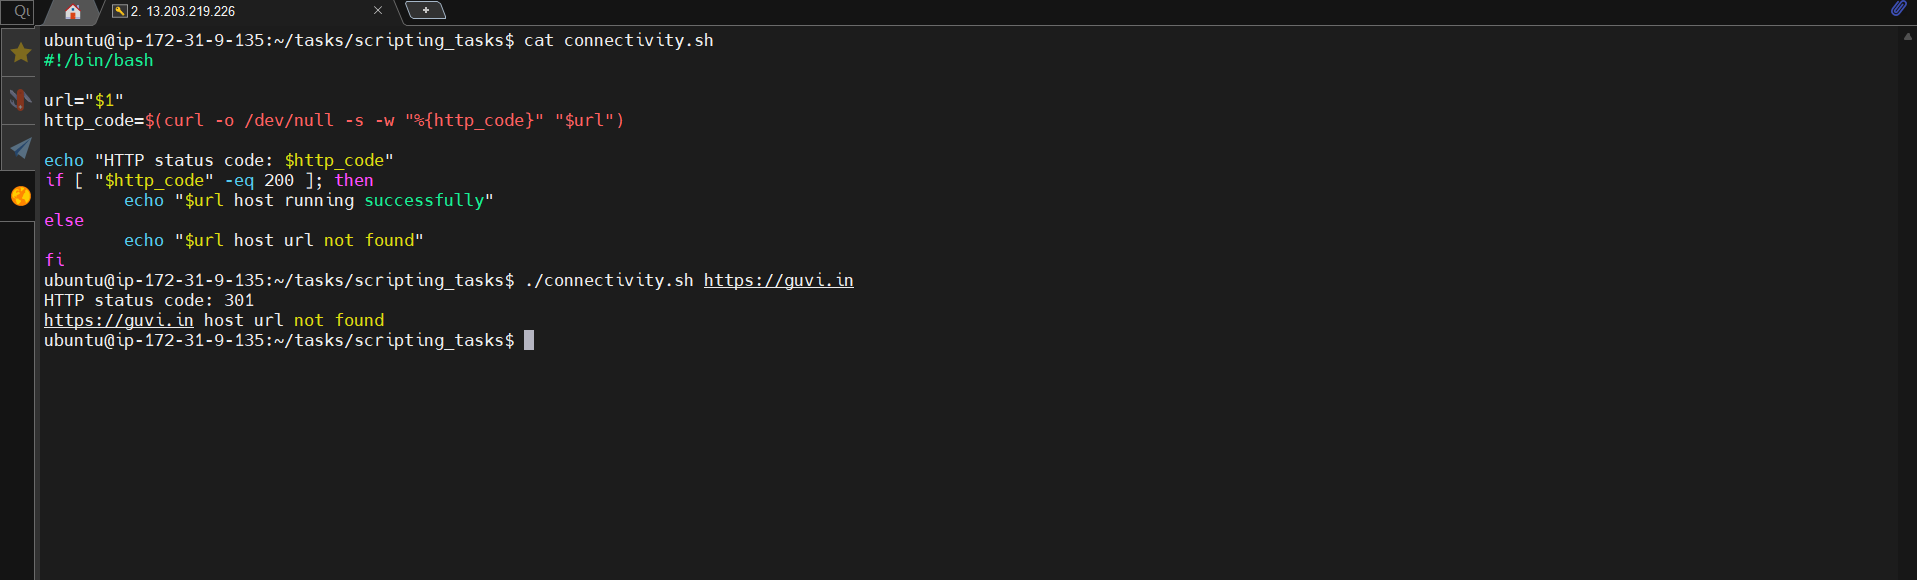 2. 13.203.219.226
ubuntu@ip-172-31-9-135:~/tasks/scripting_tasks$ cat connectivity.sh
#!/bin/bash
url="$1"
http_code=$(curl -o /dev/null -s -w "%{http_code}" "$url")
echo "HTTP status code: $http_code"
if [ "$http_code" -eq 200 ]; then
        echo "$url host running successfully"
else
        echo "$url host url not found"
fi
ubuntu@ip-172-31-9-135:~/tasks/scripting_tasks$ ./connectivity.sh https://guvi.in
HTTP status code: 301
https://guvi.in host url not found
ubuntu@ip-172-31-9-135:~/tasks/scripting_tasks$